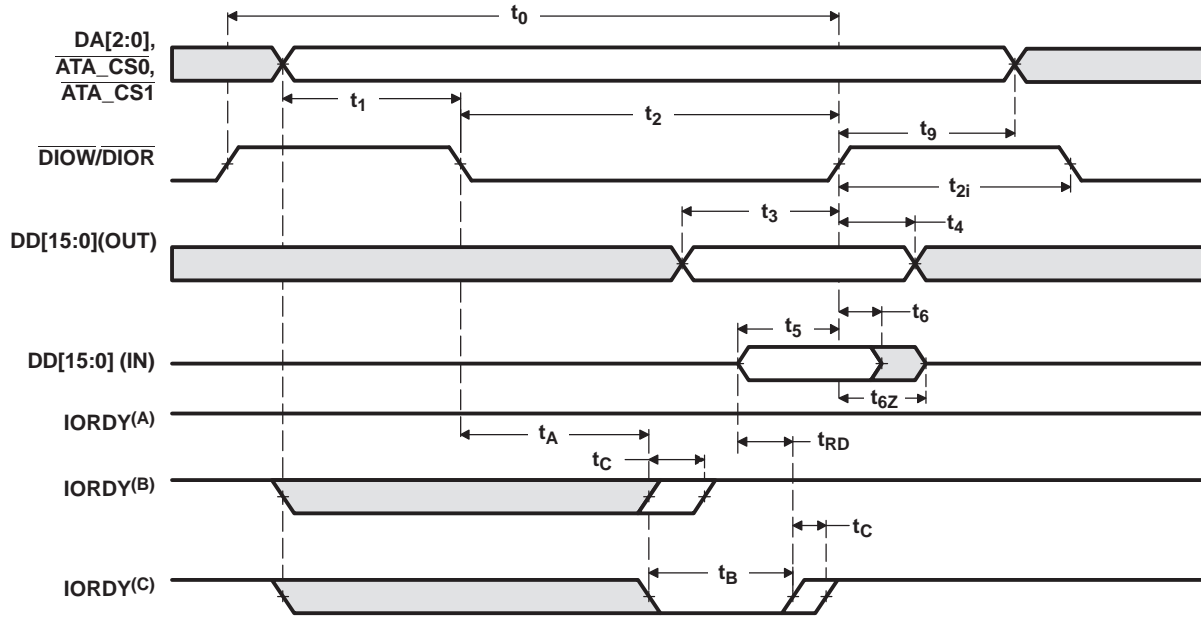 t0
DA[2:0],
ATA_CS0,
ATA_CS1
t1
t2
t9
DIOW/DIOR
t2i
t3
t4
DD[15:0](OUT)
t6
t5
DD[15:0] (IN)
t6Z
IORDY(A)
tA
tRD
tC
IORDY(B)
tC
tB
IORDY(C)